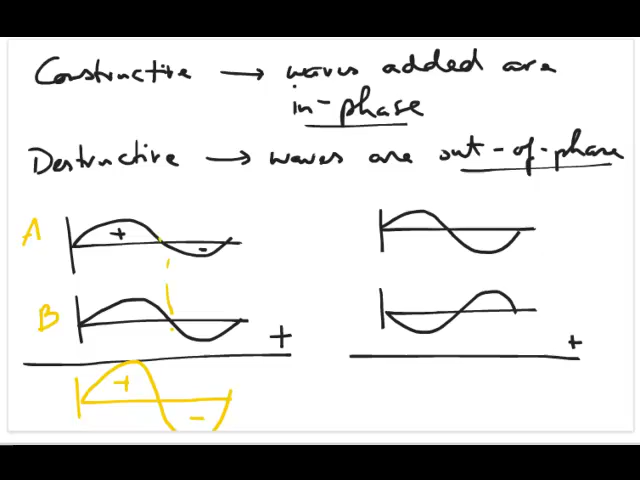 Constructive → waves added are
in-phase
Destructive → waves are out-of-phase
A + -
B
+ +
+ -